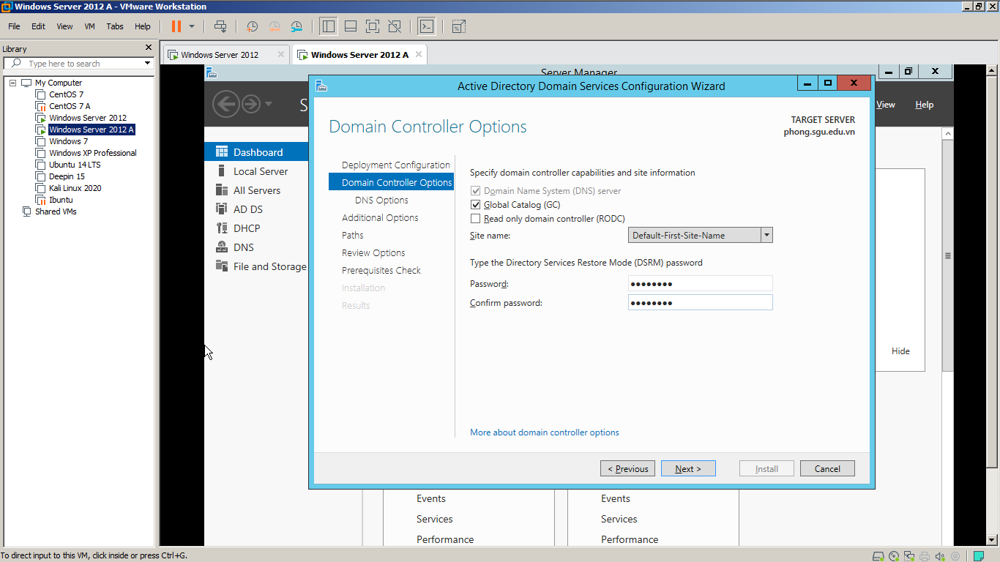 Windows Server 2012 A - VMware Workstation
File Edit View VM Tabs Help
Library
Type here to search
My Computer
CentOS 7
CentOS 7 A
Windows Server 2012
Windows Server 2012 A
Windows 7
Windows XP Professional
Ubuntu 14 LTS
Deepin 15
Kali Linux 2020
Ibuntu
Shared VMs
Windows Server 2012
Windows Server 2012 A
Server Manager
S
View Help
Dashboard
Local Server
All Servers
AD DS
DHCP
DNS
File and Storage
Active Directory Domain Services Configuration Wizard
Domain Controller Options
TARGET SERVER
phong.sgu.edu.vn
Deployment Configuration
Domain Controller Options
DNS Options
Additional Options
Paths
Review Options
Prerequisites Check
Installation
Results
Specify domain controller capabilities and site information
Domain Name System (DNS) server
Global Catalog (GC)
Read only domain controller (RODC)
Site name: Default-First-Site-Name
Type the Directory Services Restore Mode (DSRM) password
Password: ●●●●●●●●
Confirm password: ●●●●●●●●
More about domain controller options
< Previous Next > Install Cancel
Hide
Events
Services
Performance
Events
Services
Performance
To direct input to this VM, click inside or press Ctrl+G.